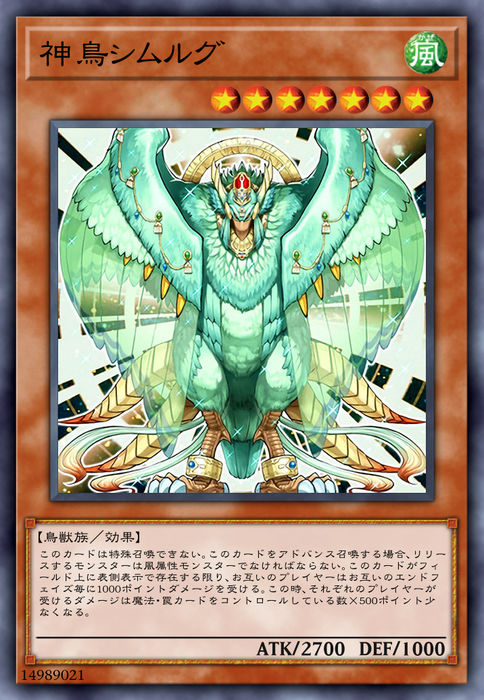 神鳥シムルグ
かぜ
風
【鳥獣族／効果】
このカードは特殊召喚できない。このカードをアドバンス召喚する場合、リリー
スするモンスターは風属性モンスターでなければならない。このカードがフィ
ールド上に表側表示で存在する限り、お互いのプレイヤーはお互いのエンドフ
ェイズ毎に1000ポイントダメージを受ける。この時、それぞれのプレイヤーが
受けるダメージは魔法・罠カードをコントロールしている数×500ポイント少
なくなる。
ATK/2700 DEF/1000
14989021